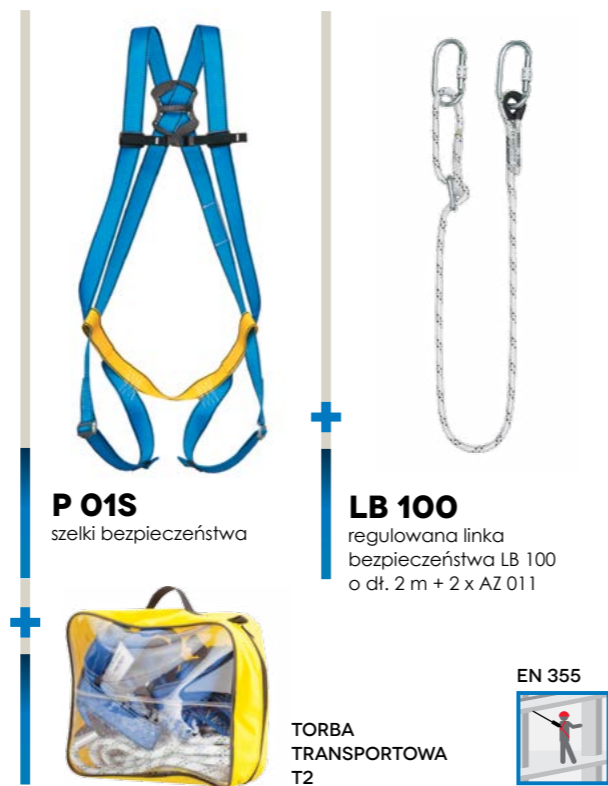 P 01S
szelki bezpieczeństwa
LB 100
regulowana linka
bezpieczeństwa LB 100
o dł. 2 m + 2 x AZ 011
TORBA
TRANSPORTOWA
T2
EN 355